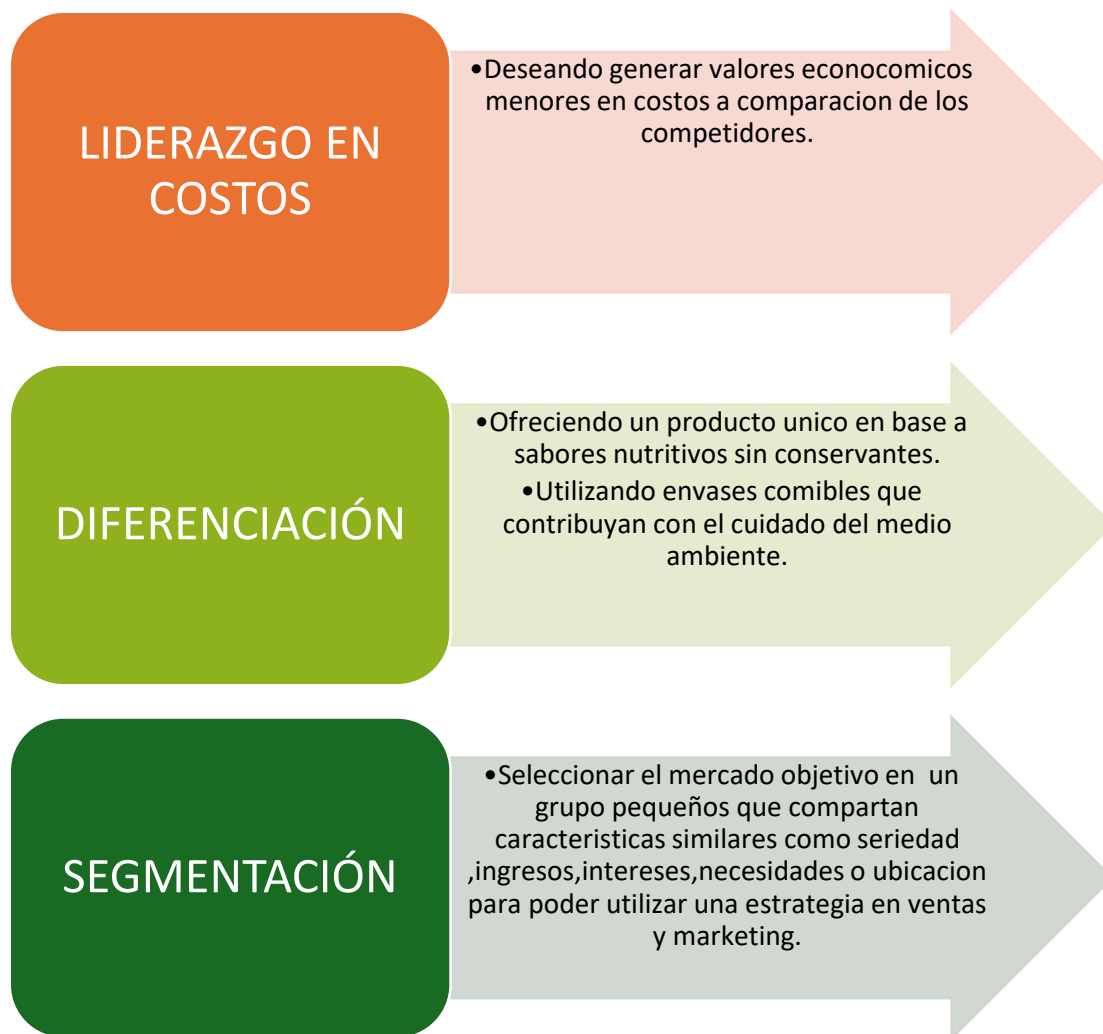 LIDERAZGO EN
COSTOS
•Deseando generar valores econocomicos
menores en costos a comparacion de los
competidores.
DIFERENCIACIÓN
•Ofreciendo un producto unico en base a
sabores nutritivos sin conservantes.
•Utilizando envases comibles que
contribuyan con el cuidado del medio
ambiente.
SEGMENTACIÓN
•Seleccionar el mercado objetivo en  un
grupo pequeños que compartan
caracteristicas similares como seriedad
,ingresos,intereses,necesidades o ubicacion
para poder utilizar una estrategia en ventas
y marketing.